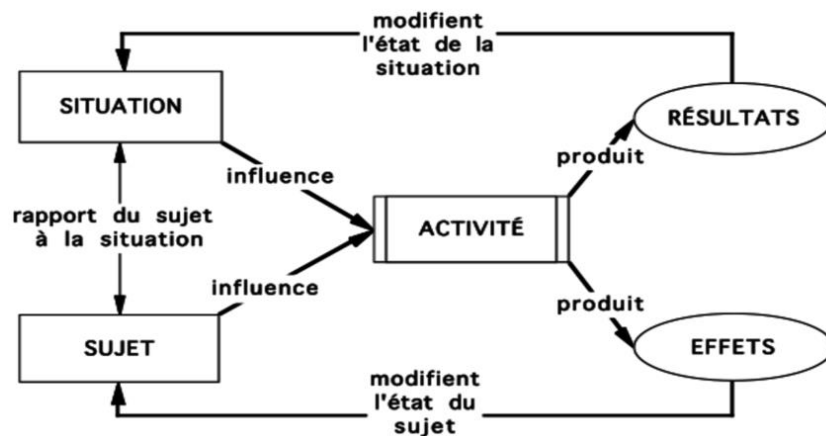 modifient
l'état de la
situation
SITUATION
RÉSULTATS
influence
produit
rapport du sujet
à la situation
ACTIVITÉ
influence
produit
SUJET
EFFETS
modifient
l'état du
sujet